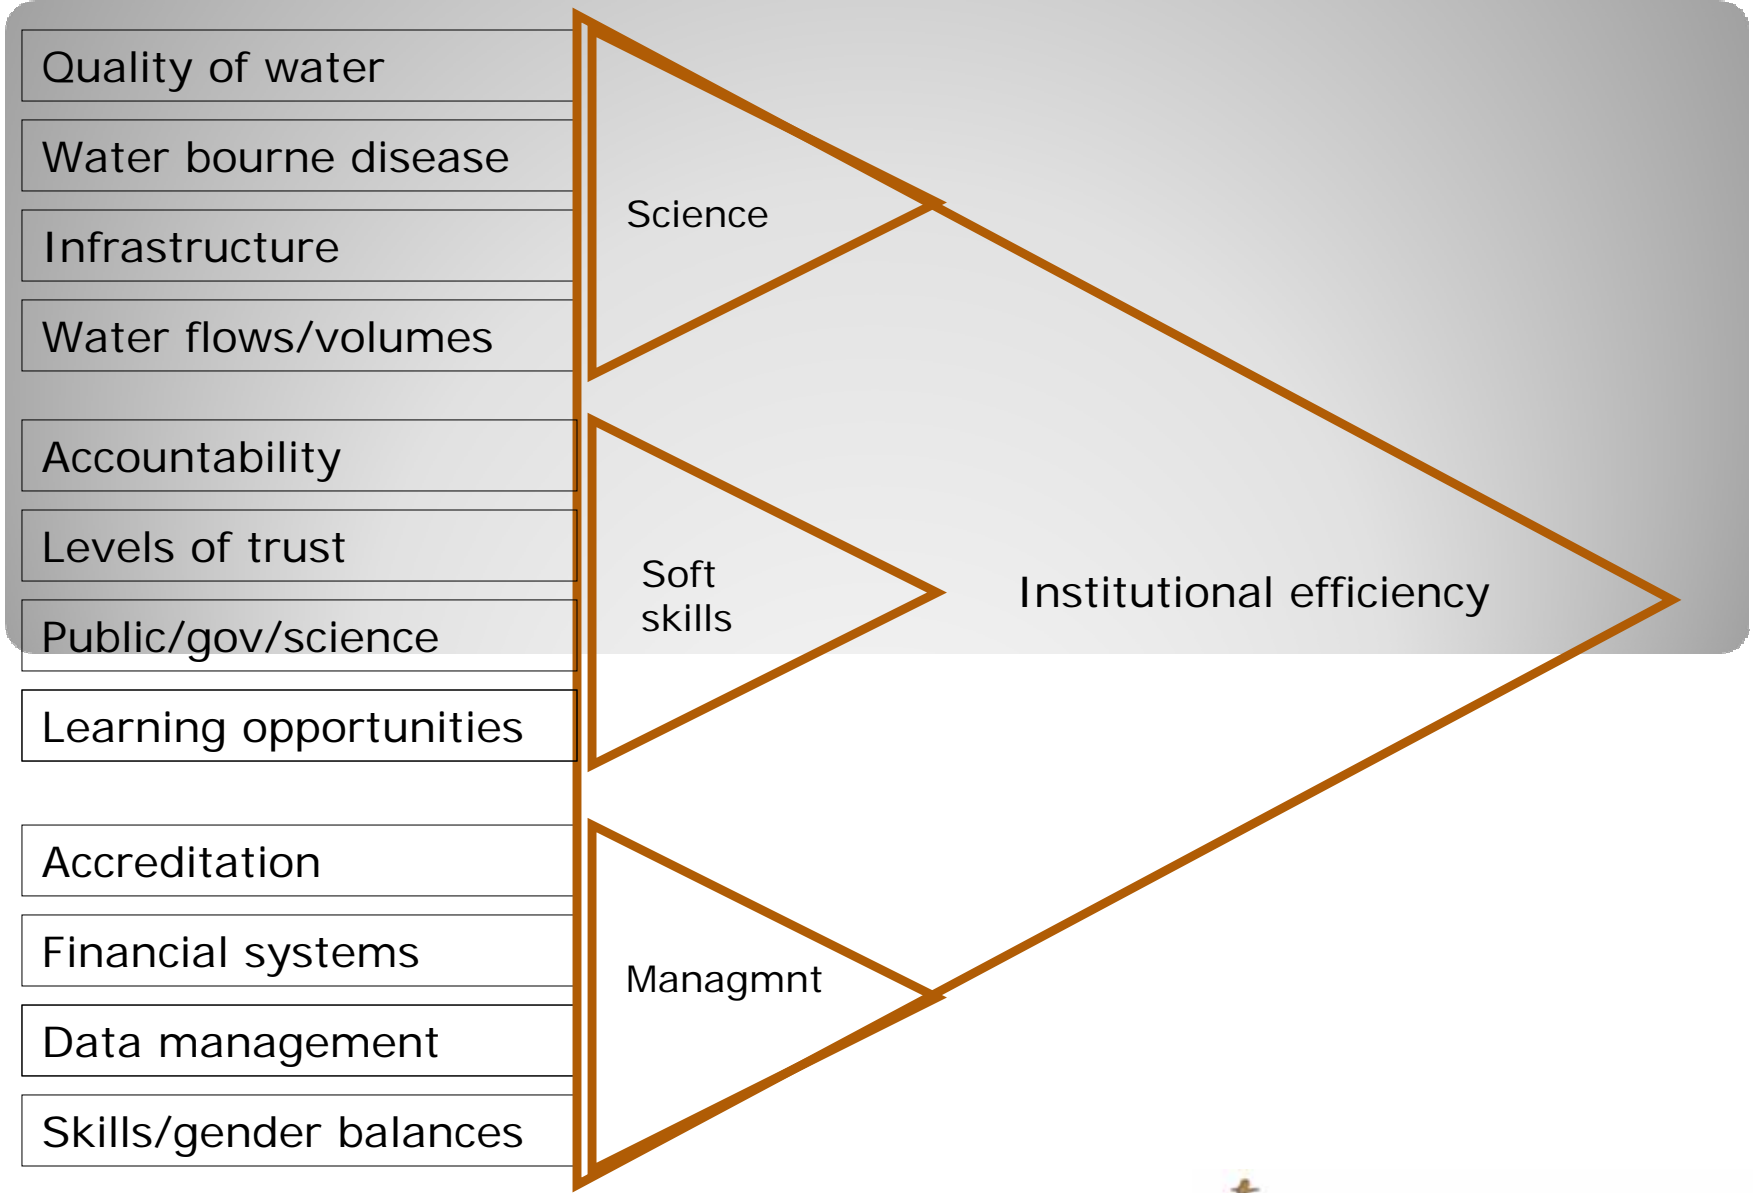 Quality of water
Water bourne disease
Infrastructure
Water flows/volumes
Science
Accountability
Levels of trust
Public/gov/science
Learning opportunities
Soft
skills
Institutional efficiency
Accreditation
Financial systems
Data management
Skills/gender balances
Managmnt